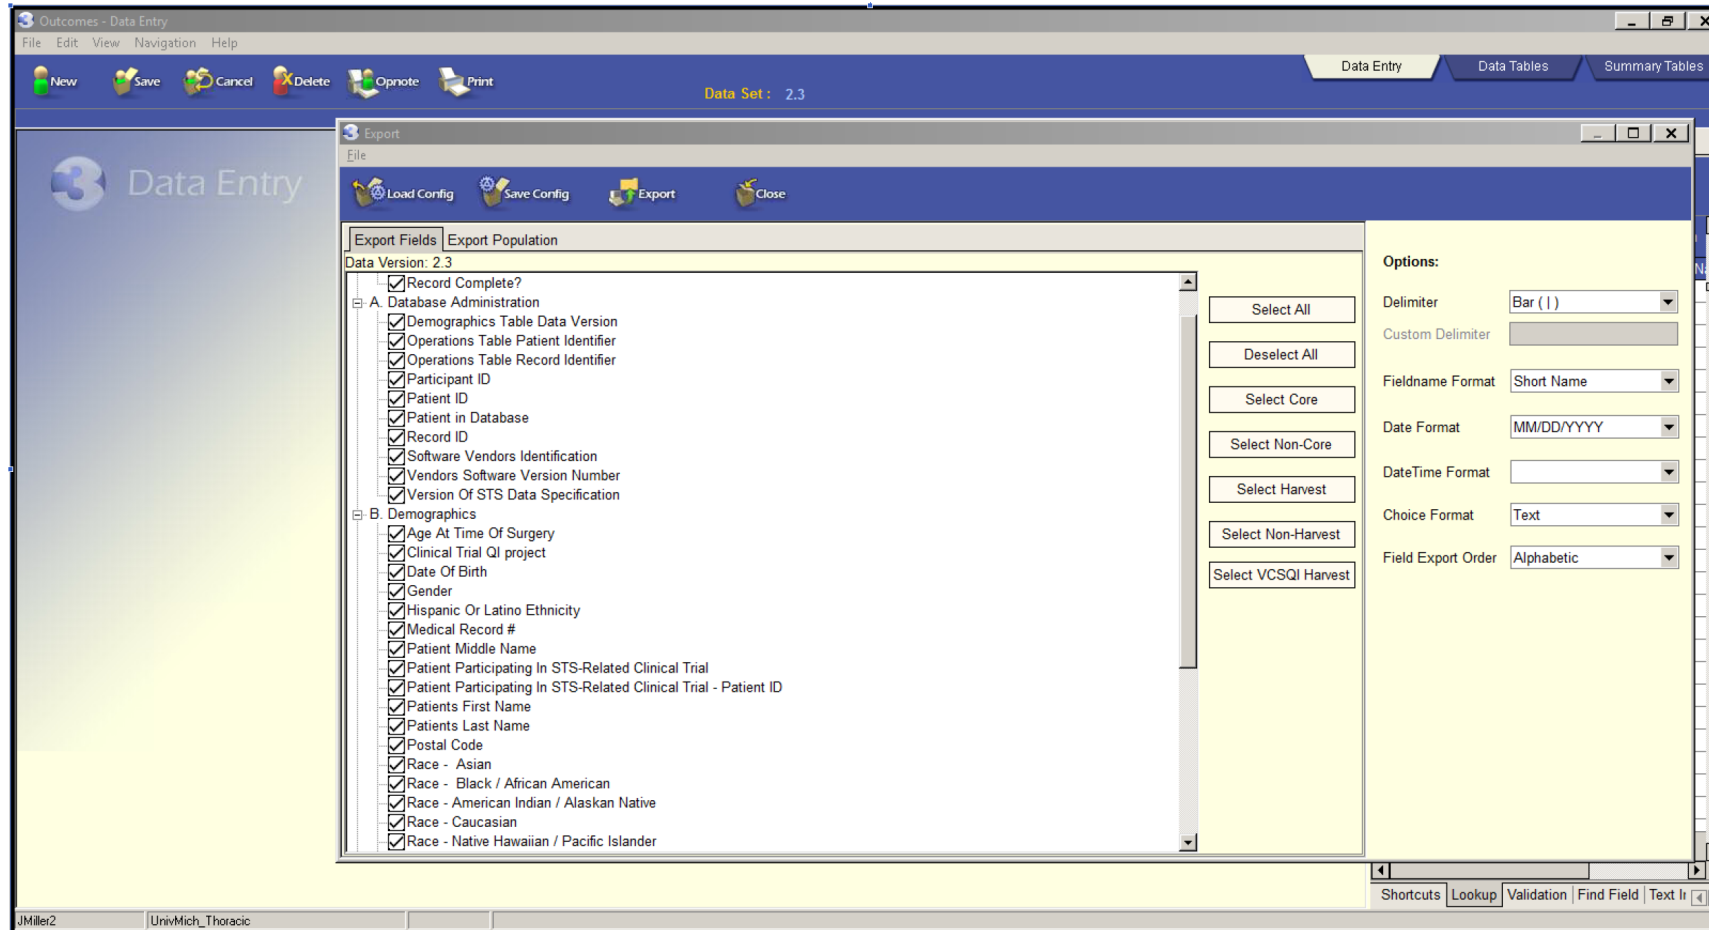 3 Outcomes - Data Entry
File Edit View Navigation Help
New Save Cancel Delete Opnote Print
Data Entry Data Tables Summary Tables
Data Set : 2.3
3 Data Entry
3 Export
File
Load Config Save Config Export Close
Export Fields Export Population
Data Version: 2.3
Record Complete?
A. Database Administration
Demographics Table Data Version
Operations Table Patient Identifier
Operations Table Record Identifier
Participant ID
Patient ID
Patient in Database
Record ID
Software Vendors Identification
Vendors Software Version Number
Version Of STS Data Specification
B. Demographics
Age At Time Of Surgery
Clinical Trial QI project
Date Of Birth
Gender
Hispanic Or Latino Ethnicity
Medical Record #
Patient Middle Name
Patient Participating In STS-Related Clinical Trial
Patient Participating In STS-Related Clinical Trial - Patient ID
Patients First Name
Patients Last Name
Postal Code
Race - Asian
Race - Black / African American
Race - American Indian / Alaskan Native
Race - Caucasian
Race - Native Hawaiian / Pacific Islander
Select All
Deselect All
Select Core
Select Non-Core
Select Harvest
Select Non-Harvest
Select VCSQI Harvest
Options:
Delimiter Bar ( | )
Custom Delimiter
Fieldname Format Short Name
Date Format MM/DD/YYYY
DateTime Format
Choice Format Text
Field Export Order Alphabetic
Shortcuts Lookup Validation Find Field Text
JMiller2 UnivMich_Thoracic